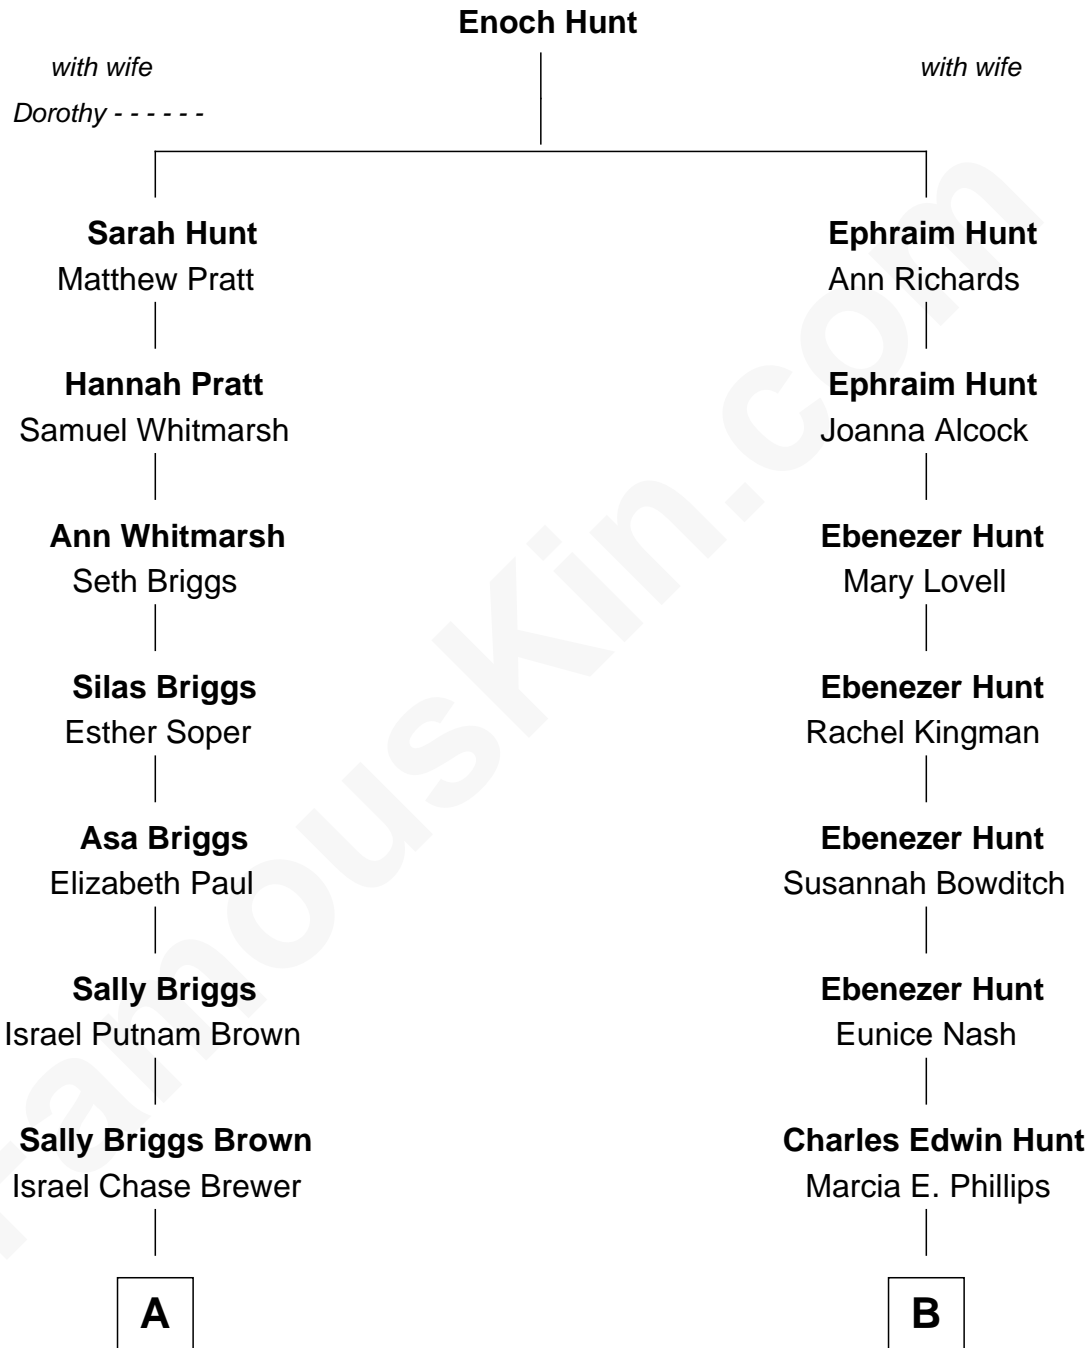 Enoch Hunt
with wife
with wife
Dorothy - - - - - -
Sarah Hunt
Matthew Pratt
Ephraim Hunt
Ann Richards
Hannah Pratt
Samuel Whitmarsh
Ephraim Hunt
Joanna Alcock
Ann Whitmarsh
Seth Briggs
Ebenezer Hunt
Mary Lovell
Silas Briggs
Esther Soper
Ebenezer Hunt
Rachel Kingman
Asa Briggs
Elizabeth Paul
Ebenezer Hunt
Susannah Bowditch
Sally Briggs
Israel Putnam Brown
Ebenezer Hunt
Eunice Nash
Sally Briggs Brown
Israel Chase Brewer
Charles Edwin Hunt
Marcia E. Phillips
A
B
FamousKin.com